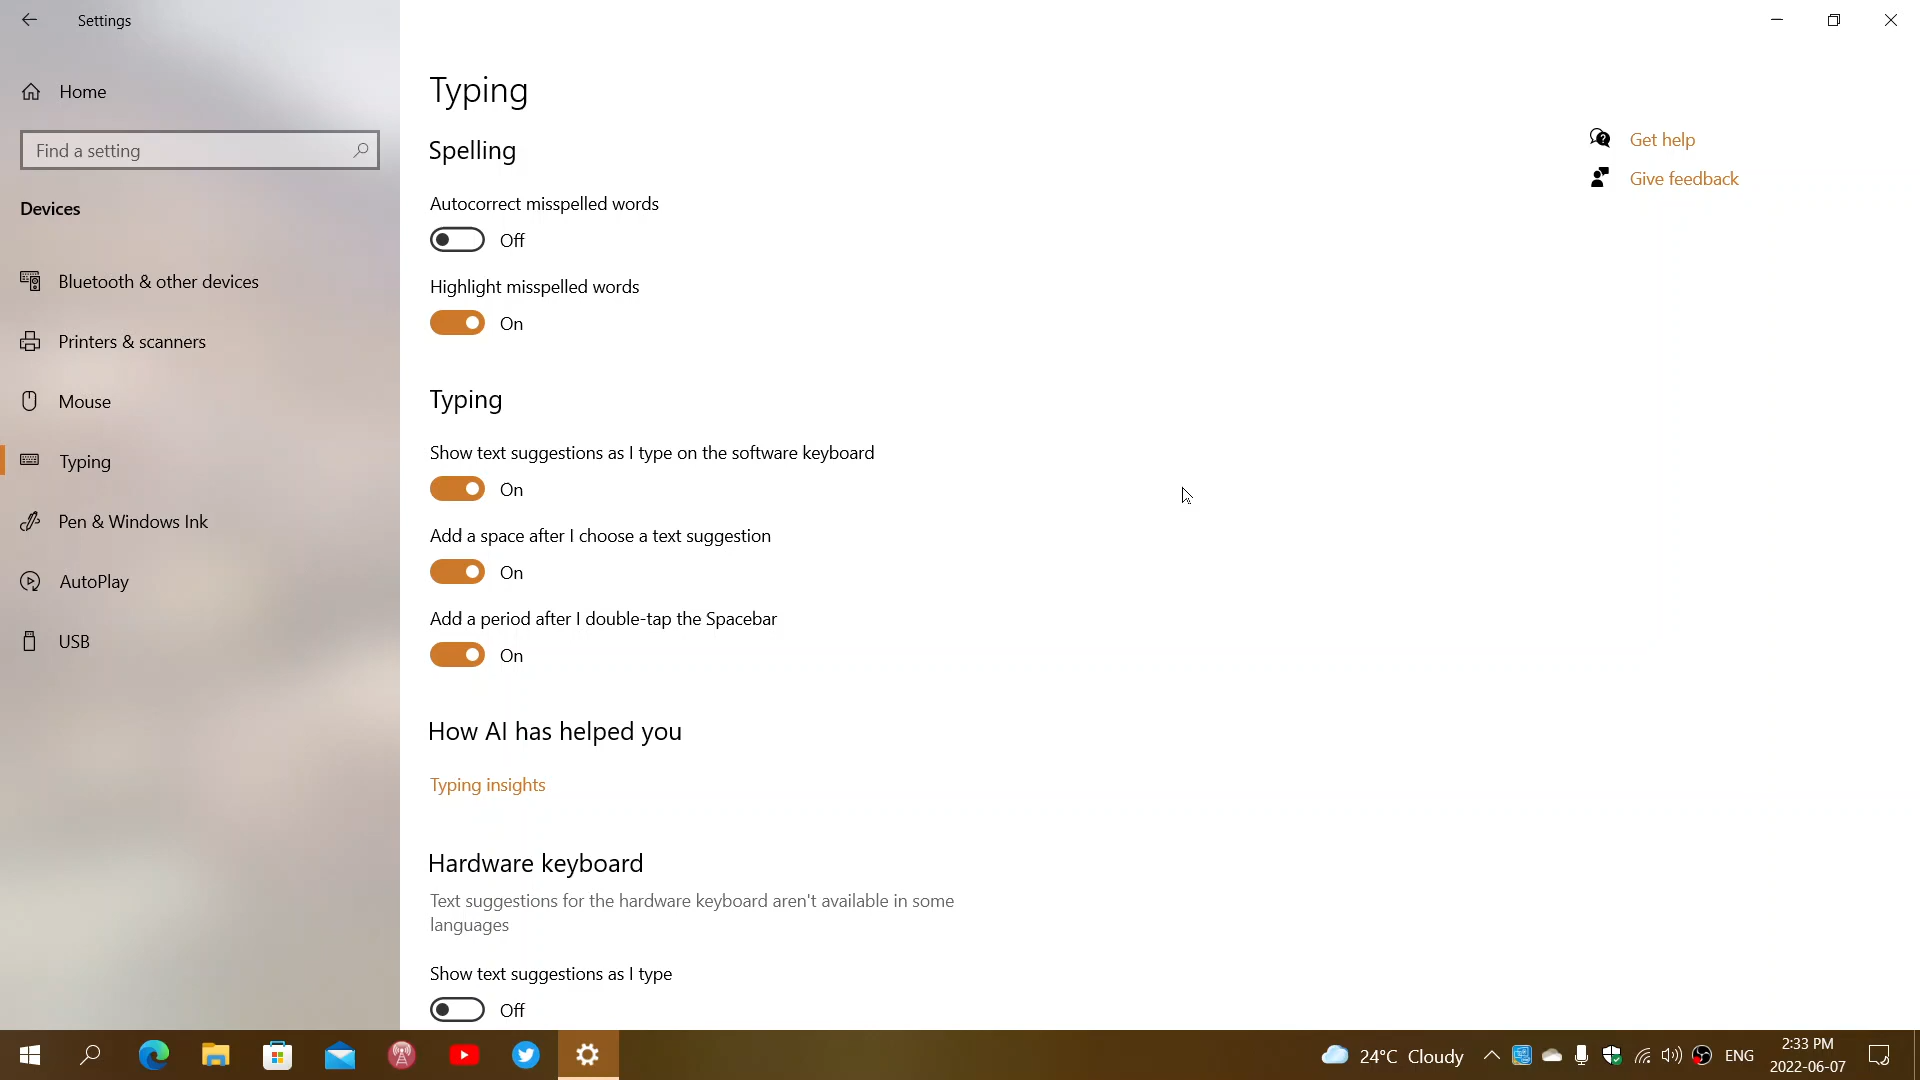 Settings
Home
Find a setting
Devices
Bluetooth & other devices
Printers & scanners
Mouse
Typing
Pen & Windows Ink
AutoPlay
USB
Typing
Spelling
Autocorrect misspelled words
Off
Highlight misspelled words
On
Typing
Show text suggestions as I type on the software keyboard
On
Add a space after I choose a text suggestion
On
Add a period after I double-tap the Spacebar
On
How AI has helped you
Typing insights
Hardware keyboard
Text suggestions for the hardware keyboard aren't available in some
languages
Show text suggestions as I type
Off
Get help
Give feedback
24°C Cloudy
ENG
2:33 PM
2022-06-07